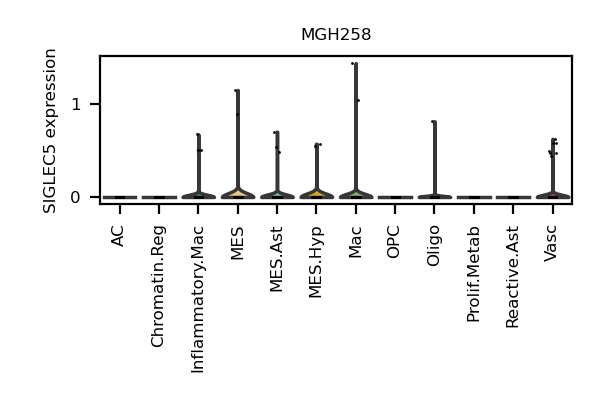 MGH258
SIGLEC5 expression
1
0
AC
Chromatin.Reg
Inflammatory.Mac
MES
MES.Ast
MES.Hyp
Mac
OPC
Oligo
Prolif.Metab
Reactive.Ast
Vasc